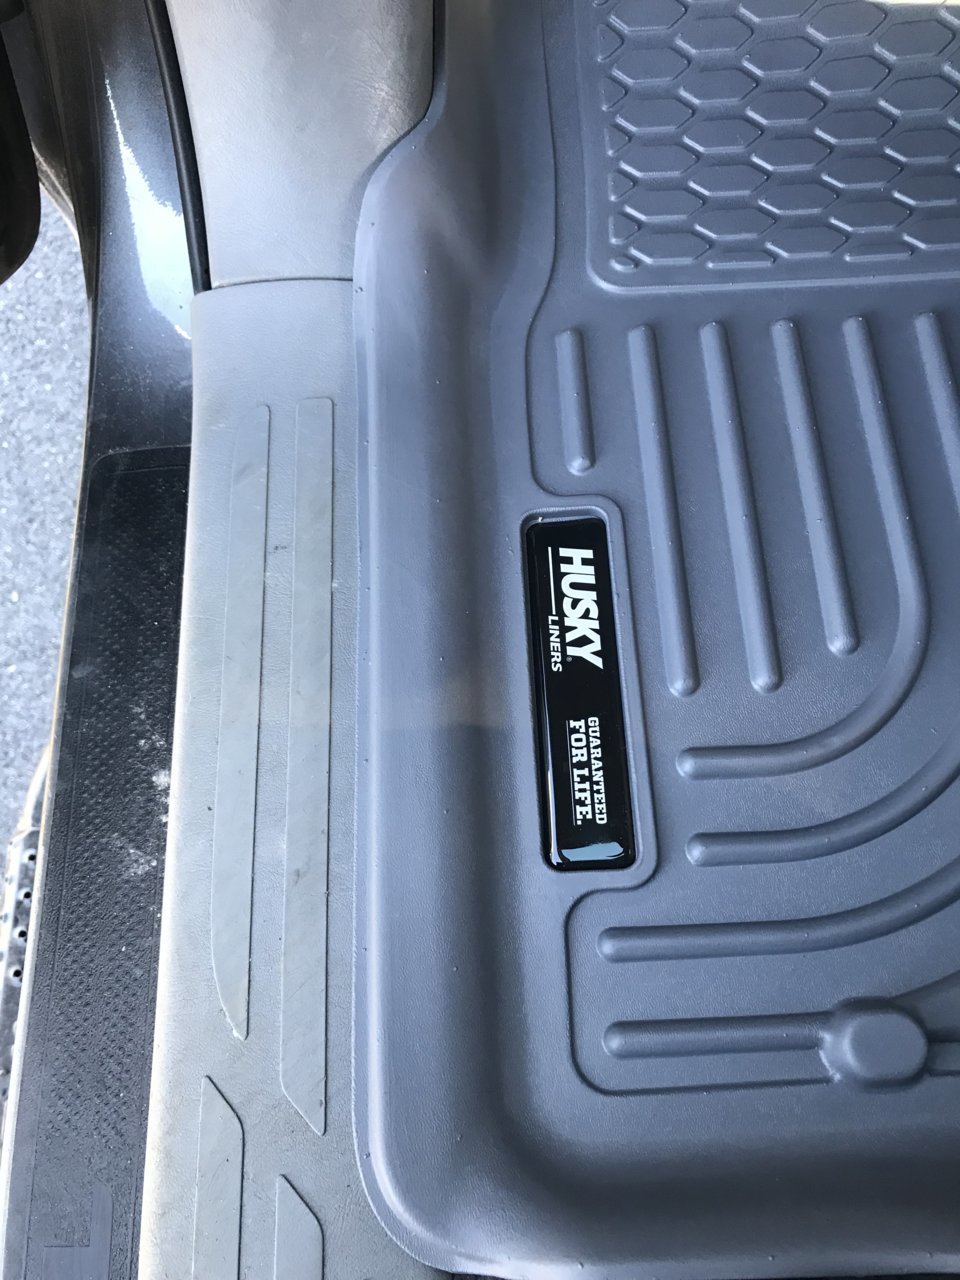 HUSKY®
LINERS
GUARANTEED
FOR LIFE.